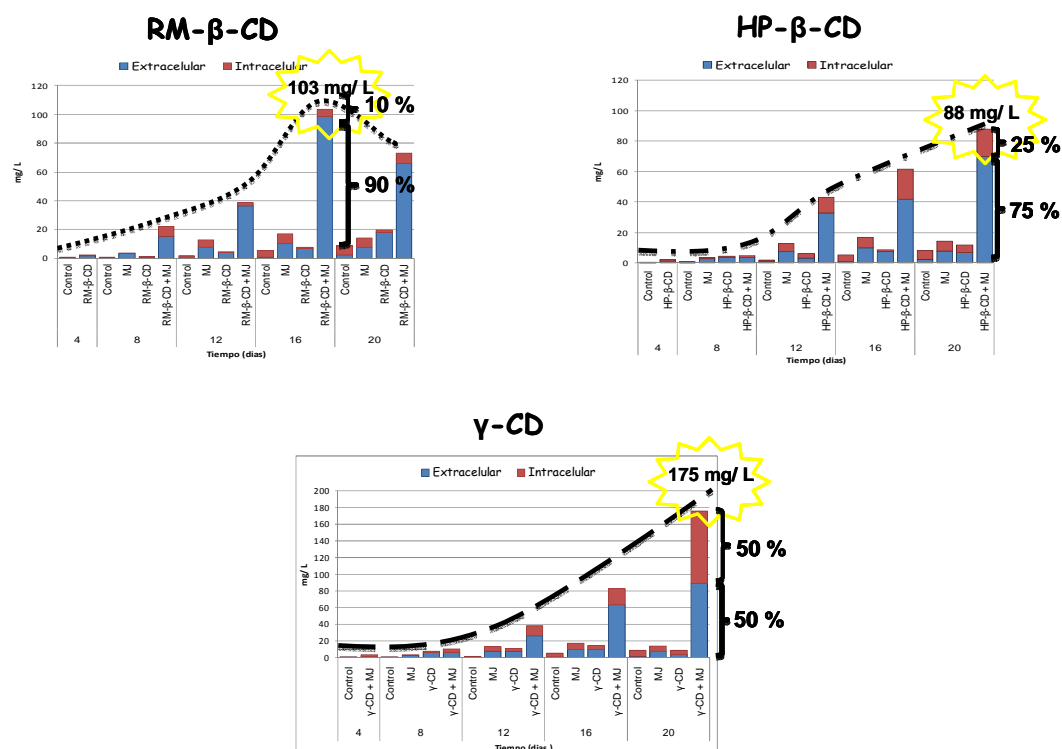 RM-β-CD
Extracelular Intracelular
103 mg/ L
10 %
90 %
mg/ L
120
100
80
60
40
20
0
Control
RM-β-CD
Control
MJ
RM-β-CD
RM-β-CD + MJ
Control
MJ
RM-β-CD
RM-β-CD + MJ
Control
MJ
RM-β-CD
RM-β-CD + MJ
Control
MJ
RM-β-CD
RM-β-CD + MJ
4 8 12 16 20
Tiempo (dias)
HP-β-CD
Extracelular Intracelular
88 mg/ L
25 %
75 %
mg/ L
120
100
80
60
40
20
0
Control
HP-β-CD
Control
MJ
HP-β-CD
HP-β-CD + MJ
Control
MJ
HP-β-CD
HP-β-CD + MJ
Control
MJ
HP-β-CD
HP-β-CD + MJ
Control
MJ
HP-β-CD
HP-β-CD + MJ
4 8 12 16 20
Tiempo (dias)
γ-CD
Extracelular Intracelular
175 mg/ L
50 %
50 %
mg/ L
200
180
160
140
120
100
80
60
40
20
0
Control
γ-CD + MJ
Control
MJ
γ-CD
γ-CD + MJ
Control
MJ
γ-CD
γ-CD + MJ
Control
MJ
γ-CD
γ-CD + MJ
Control
MJ
γ-CD
γ-CD + MJ
4 8 12 16 20
Tiempo (dias )